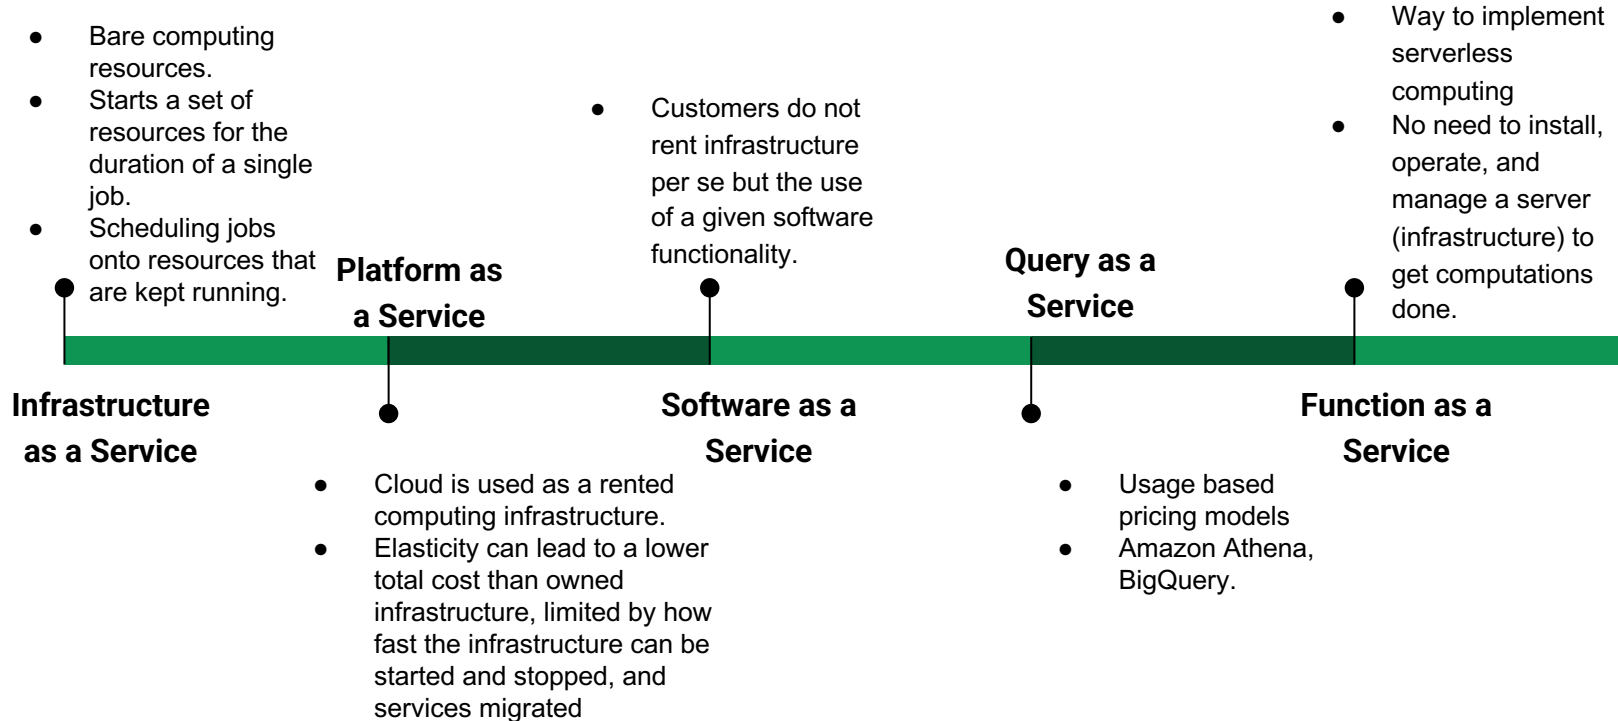 ● Bare computing
resources.
● Starts a set of
resources for the
duration of a single
job.
● Scheduling jobs
onto resources that
are kept running.
Infrastructure
as a Service
Platform as
a Service
● Cloud is used as a rented
computing infrastructure.
● Elasticity can lead to a lower
total cost than owned
infrastructure, limited by how
fast the infrastructure can be
started and stopped, and
services migrated
● Customers do not
rent infrastructure
per se but the use
of a given software
functionality.
Software as a
Service
Query as a
Service
● Usage based
pricing models
● Amazon Athena,
BigQuery.
● Way to implement
serverless
computing
● No need to install,
operate, and
manage a server
(infrastructure) to
get computations
done.
Function as a
Service